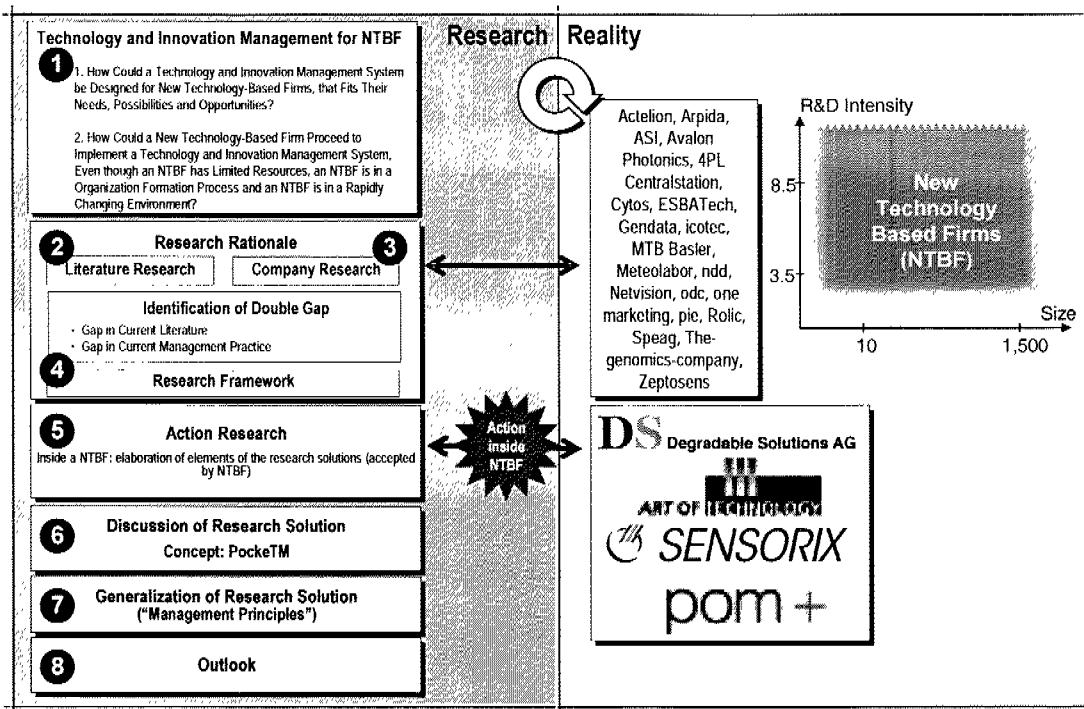 Technology and Innovation Management for NTBF
1
1. How Could a Technology and Innovation Management System
be Designed for New Technology-Based Firms, that Fits Their
Needs, Possibilities and Opportunities?
2. How Could a New Technology-Based Firm Proceed to
Implement a Technology and Innovation Management System,
Even though an NTBF has Limited Resources, an NTBF is in a
Organization Formation Process and an NTBF is in a Rapidly
Changing Environment?
2
Research Rationale
3
Literature Research
Company Research
Identification of Double Gap
· Gap in Current Literature
· Gap in Current Management Practice
4
Research Framework
5
Action Research
Inside a NTBF: elaboration of elements of the research solutions (accepted
by NTBF)
6
Discussion of Research Solution
Concept: PockeTM
7
Generalization of Research Solution
("Management Principles")
8
Outlook
Research
Reality
Action
inside
NTBF
Actelion, Arpida,
ASI, Avalon
Photonics, 4PL
Centralstation,
Cytos, ESBATech,
Gendata, icotec,
MTB Basler,
Meteolabor, ndd,
Netvision, odc, one
marketing, pie, Rolic,
Speag, The-
genomics-company,
Zeptosens
R&D Intensity
8.5
3.5
New
Technology
Based Firms
(NTBF)
Size
10
1,500
DS Degradable Solutions AG
ART OF TECHNOLOGY
SENSORIX
pom +